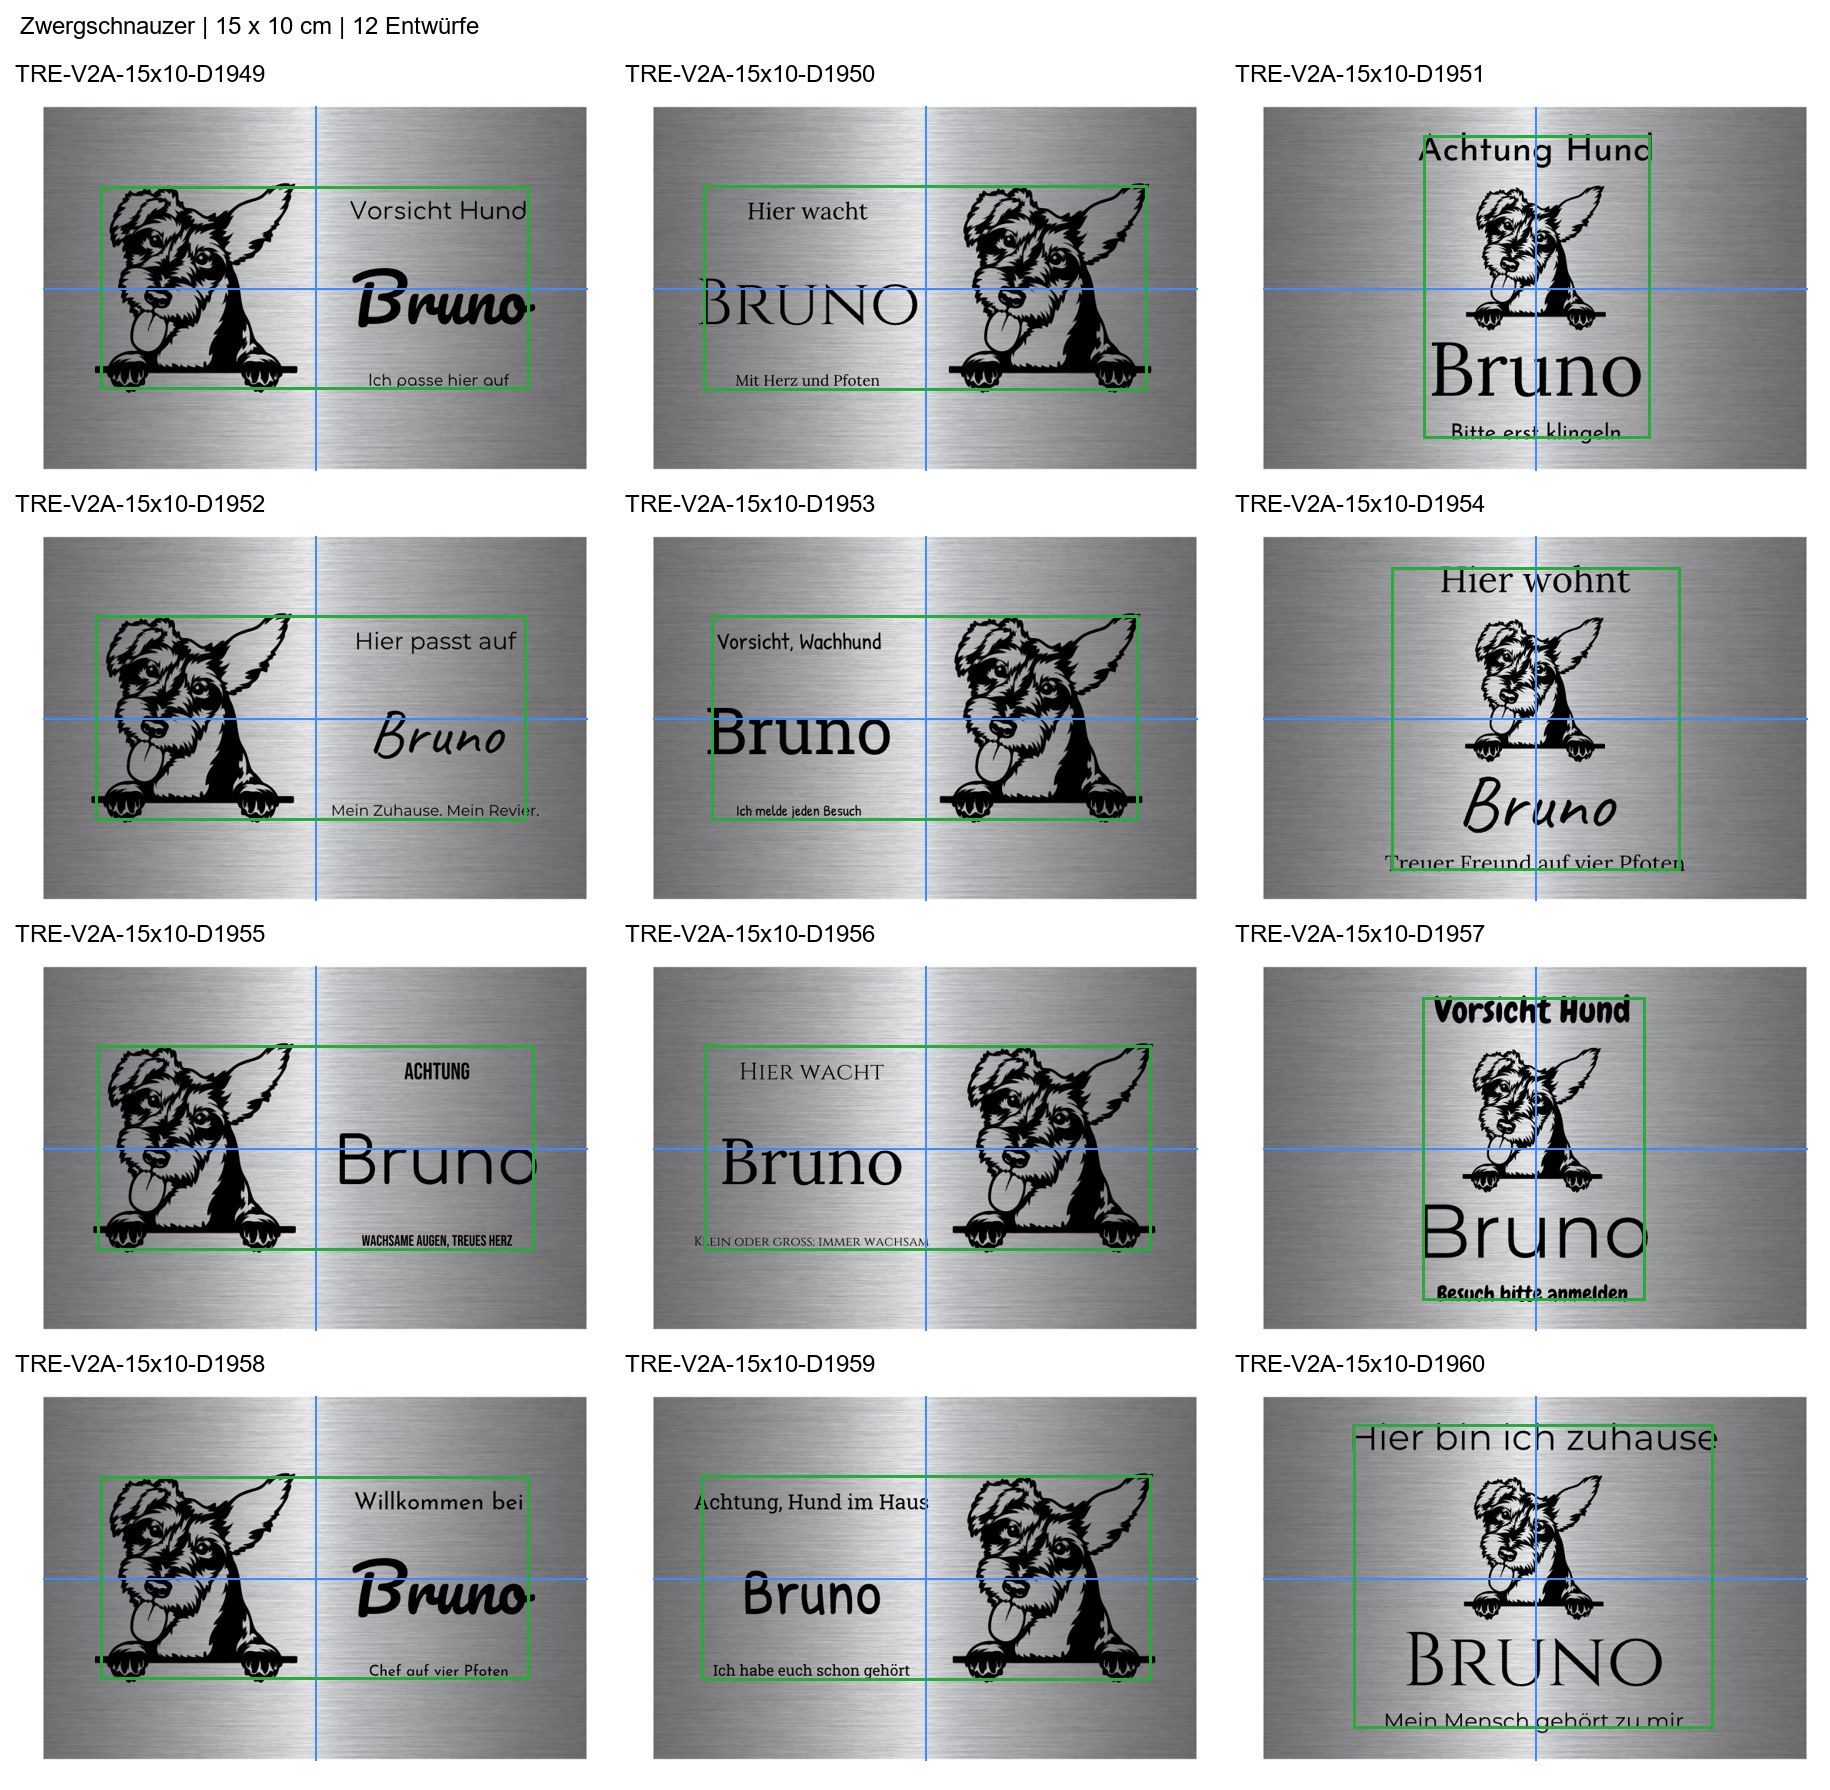 Zwergschnauzer | 15 x 10 cm | 12 Entwürfe
TRE-V2A-15x10-D1949
Vorsicht Hund
Bruno
Ich passe hier auf
TRE-V2A-15x10-D1950
Hier wacht
BRUNO
Mit Herz und Pfoten
TRE-V2A-15x10-D1951
Achtung Hund
Bruno
Bitte erst klingeln
TRE-V2A-15x10-D1952
Hier passt auf
Bruno
Mein Zuhause. Mein Revier.
TRE-V2A-15x10-D1953
Vorsicht, Wachhund
Bruno
Ich melde jeden Besuch
TRE-V2A-15x10-D1954
Hier wohnt
Bruno
Treuer Freund auf vier Pfoten
TRE-V2A-15x10-D1955
ACHTUNG
Bruno
WACHSAME AUGEN, TREUES HERZ
TRE-V2A-15x10-D1956
HIER WACHT
Bruno
KLEIN ODER GROSS: IMMER WACHSAM
TRE-V2A-15x10-D1957
Vorsicht Hund
Bruno
Besuch bitte anmelden
TRE-V2A-15x10-D1958
Willkommen bei
Bruno
Chef auf vier Pfoten
TRE-V2A-15x10-D1959
Achtung, Hund im Haus
Bruno
Ich habe euch schon gehört
TRE-V2A-15x10-D1960
Hier bin ich zuhause
BRUNO
Mein Mensch gehört zu mir